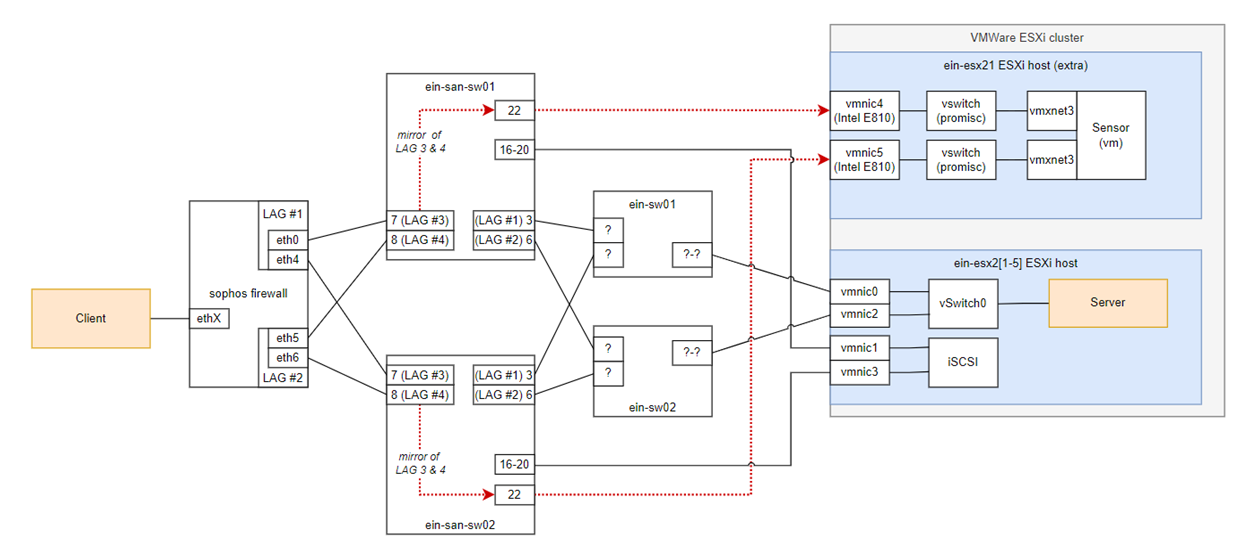 VMWare ESXi cluster
ein-esx21 ESXi host (extra)
vmnic4
(Intel E810)
vswitch
(promisc)
vmxnet3
vmnic5
(Intel E810)
vswitch
(promisc)
vmxnet3
Sensor
(vm)
ein-san-sw01
22
mirror of
LAG 3 & 4
16-20
7 (LAG #3)
8 (LAG #4)
(LAG #1) 3
(LAG #2) 6
ein-sw01
?
?
?-?
LAG #1
eth0
eth4
sophos firewall
ethX
eth5
eth6
LAG #2
Client
ein-esx2[1-5] ESXi host
vmnic0
vmnic2
vSwitch0
Server
vmnic1
vmnic3
iSCSI
?
?
?-?
ein-sw02
7 (LAG #3)
8 (LAG #4)
(LAG #1) 3
(LAG #2) 6
mirror of
LAG 3 & 4
16-20
22
ein-san-sw02